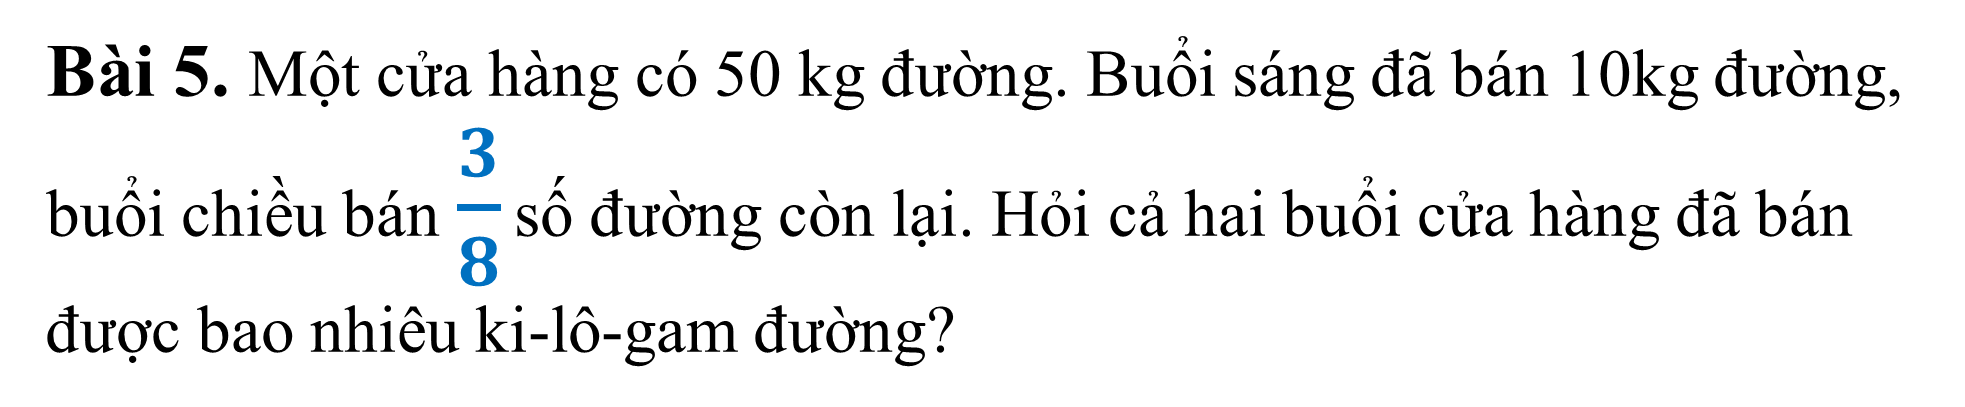 Bài 5. Một cửa hàng có 50 kg đường. Buổi sáng đã bán 10kg đường,
buổi chiều bán 3/8 số đường còn lại. Hỏi cả hai buổi cửa hàng đã bán
được bao nhiêu ki-lô-gam đường?